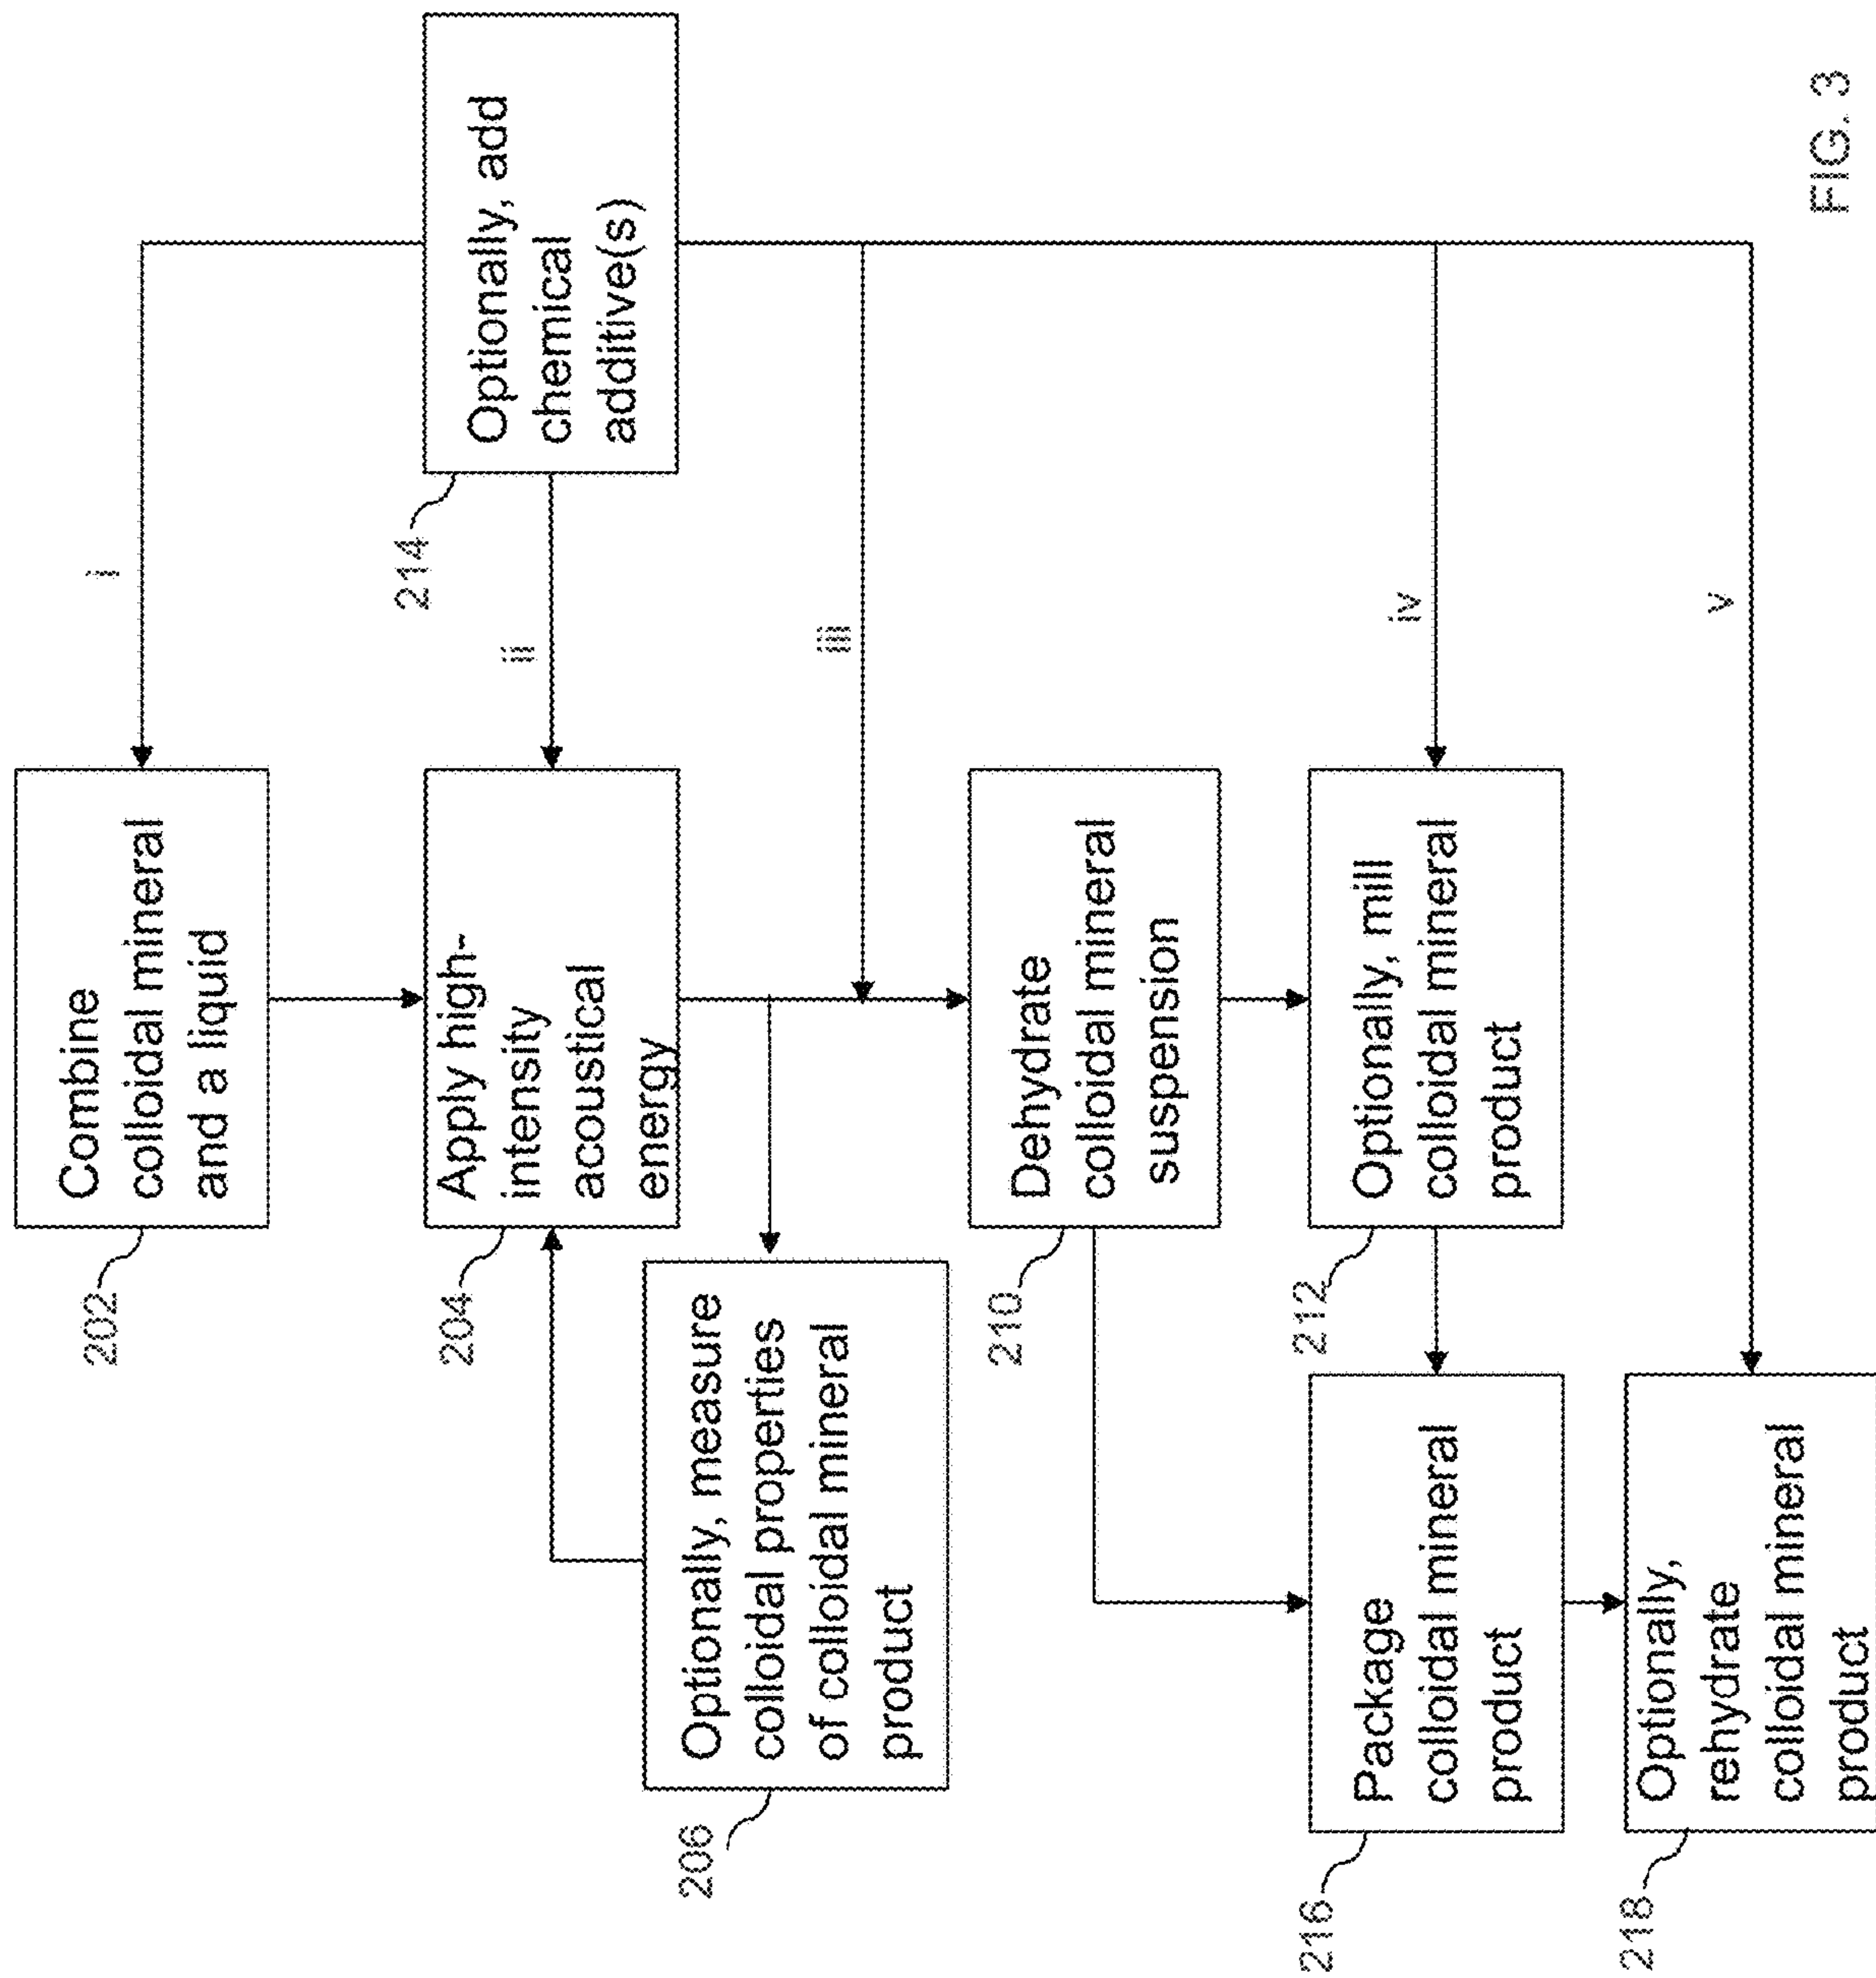 202
Combine
colloidal mineral
and a liquid
i
204
Apply high-
intensity
acoustical
energy
ii
214
Optionally, add
chemical
additive(s)
206
Optionally, measure
colloidal properties
of colloidal mineral
product
iii
210
Dehydrate
colloidal mineral
suspension
212
Optionally, mill
colloidal mineral
product
iv
216
Package
colloidal mineral
product
218
Optionally,
rehydrate
colloidal mineral
product
v
FIG. 3